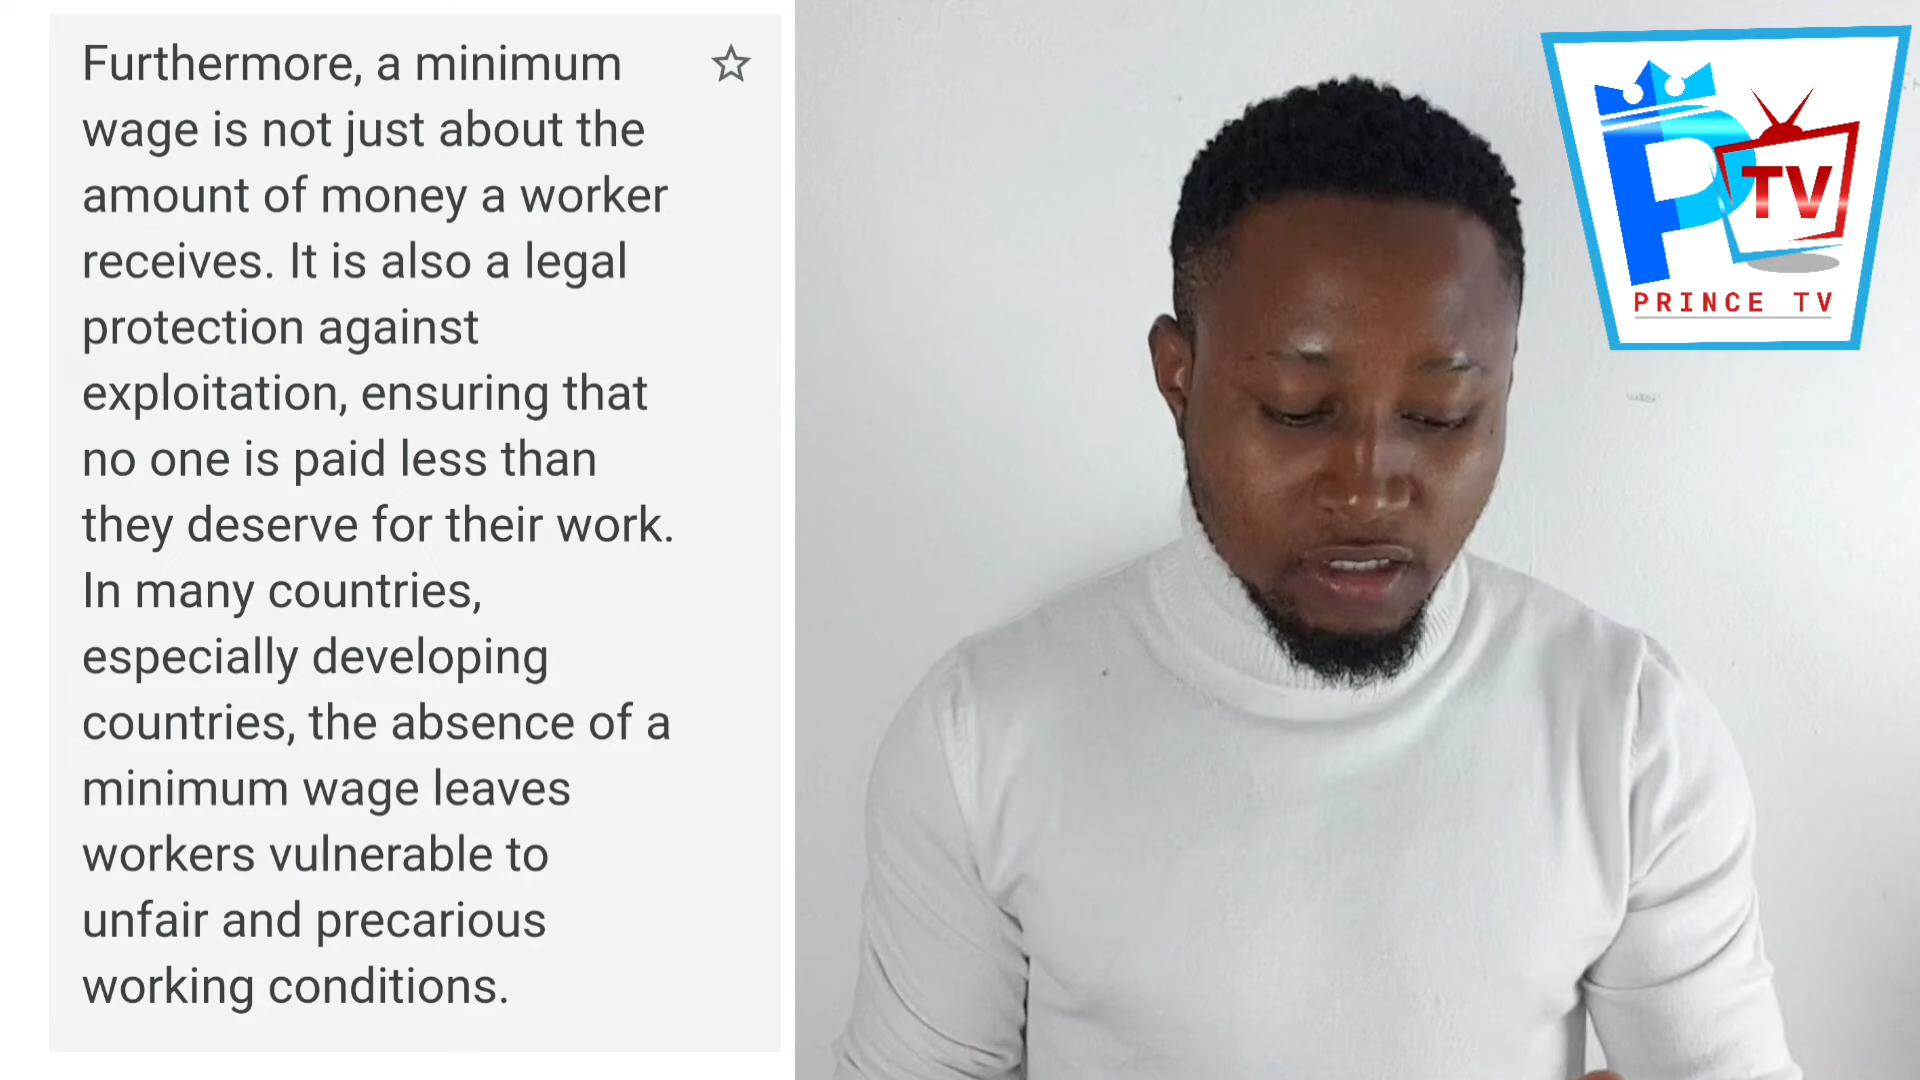 Furthermore, a minimum
wage is not just about the
amount of money a worker
receives. It is also a legal
protection against
exploitation, ensuring that
no one is paid less than
they deserve for their work.
In many countries,
especially developing
countries, the absence of a
minimum wage leaves
workers vulnerable to
unfair and precarious
working conditions.
P TV
PRINCE TV